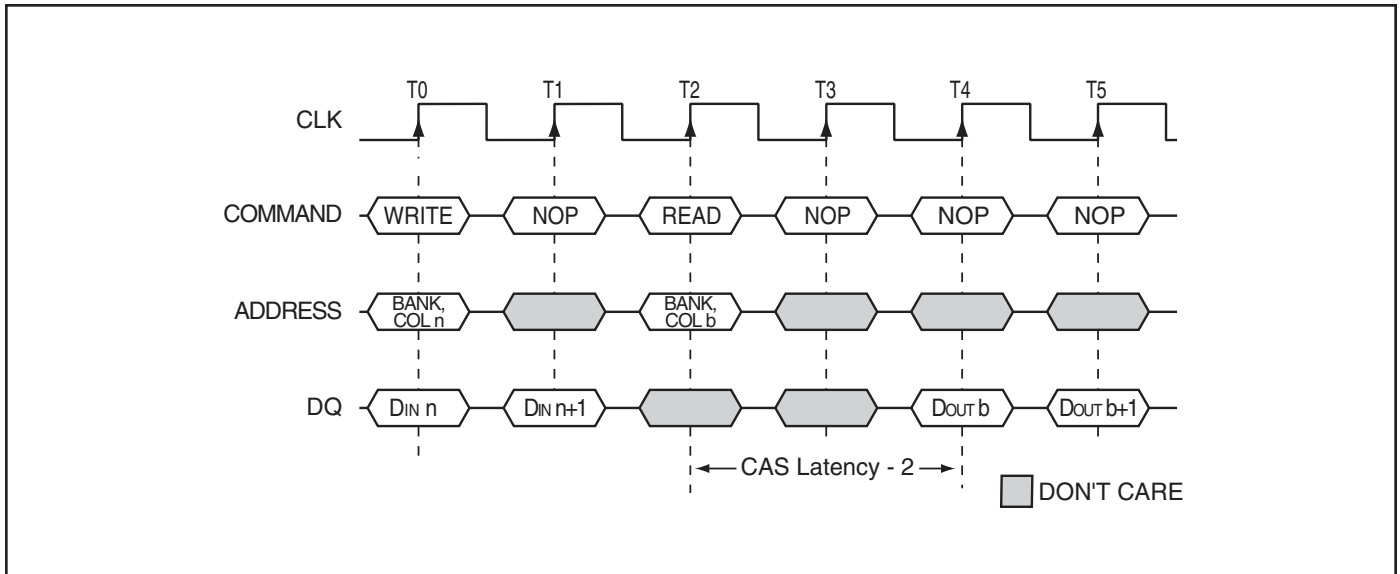 T0 T1 T2 T3 T4 T5
CLK
COMMAND WRITE NOP READ NOP NOP NOP
ADDRESS BANK, COL n BANK, COL b
DQ DIN n DIN n+1 DOUT b DOUT b+1
CAS Latency - 2
DON'T CARE